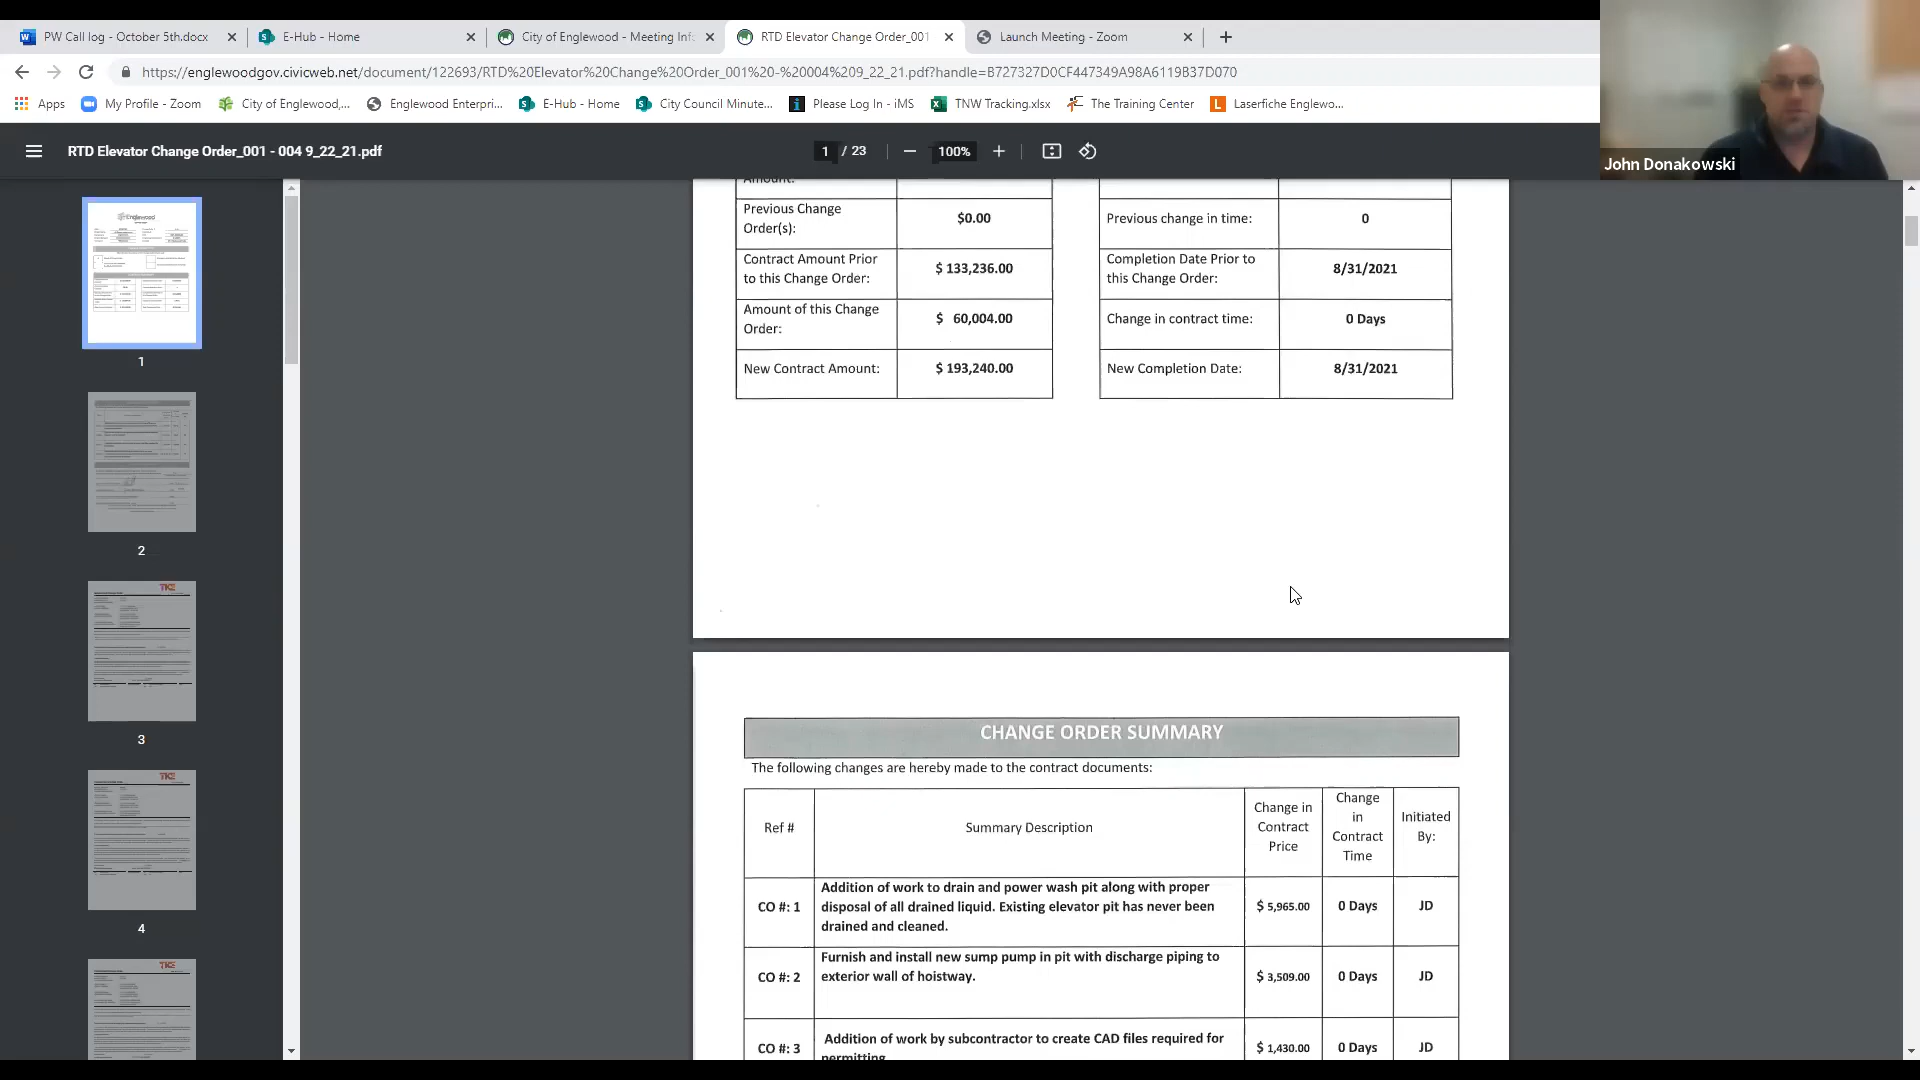 PW Call log - October 5th.docx
E-Hub - Home
City of Englewood - Meeting Inf
RTD Elevator Change Order_001
Launch Meeting - Zoom
https://englewoodgov.civicweb.net/document/122693/RTD%20Elevator%20Change%20Order_001%20-%20004%209_22_21.pdf?handle=B727327D0CF447349A98A6119B37D070
Apps
My Profile - Zoom
City of Englewood,...
Englewood Enterpri...
E-Hub - Home
City Council Minute...
Please Log In - iMS
TNW Tracking.xlsx
The Training Center
Laserfiche Englewo...
John Donakowski
RTD Elevator Change Order_001 - 004 9_22_21.pdf
1 / 23
100%
Amount:
Previous Change
Order(s):
$0.00
Previous change in time:
0
Contract Amount Prior
to this Change Order:
$ 133,236.00
Completion Date Prior to
this Change Order:
8/31/2021
Amount of this Change
Order:
$ 60,004.00
Change in contract time:
0 Days
New Contract Amount:
$ 193,240.00
New Completion Date:
8/31/2021
CHANGE ORDER SUMMARY
The following changes are hereby made to the contract documents:
Ref #
Summary Description
Change in
Contract
Price
Change
in
Contract
Time
Initiated
By:
CO #: 1
Addition of work to drain and power wash pit along with proper
disposal of all drained liquid. Existing elevator pit has never been
drained and cleaned.
$ 5,965.00
0 Days
JD
CO #: 2
Furnish and install new sump pump in pit with discharge piping to
exterior wall of hoistway.
$ 3,509.00
0 Days
JD
CO #: 3
Addition of work by subcontractor to create CAD files required for
permitting
$ 1,430.00
0 Days
JD
Englewood
1
2
TKE
3
TKE
4
TKE